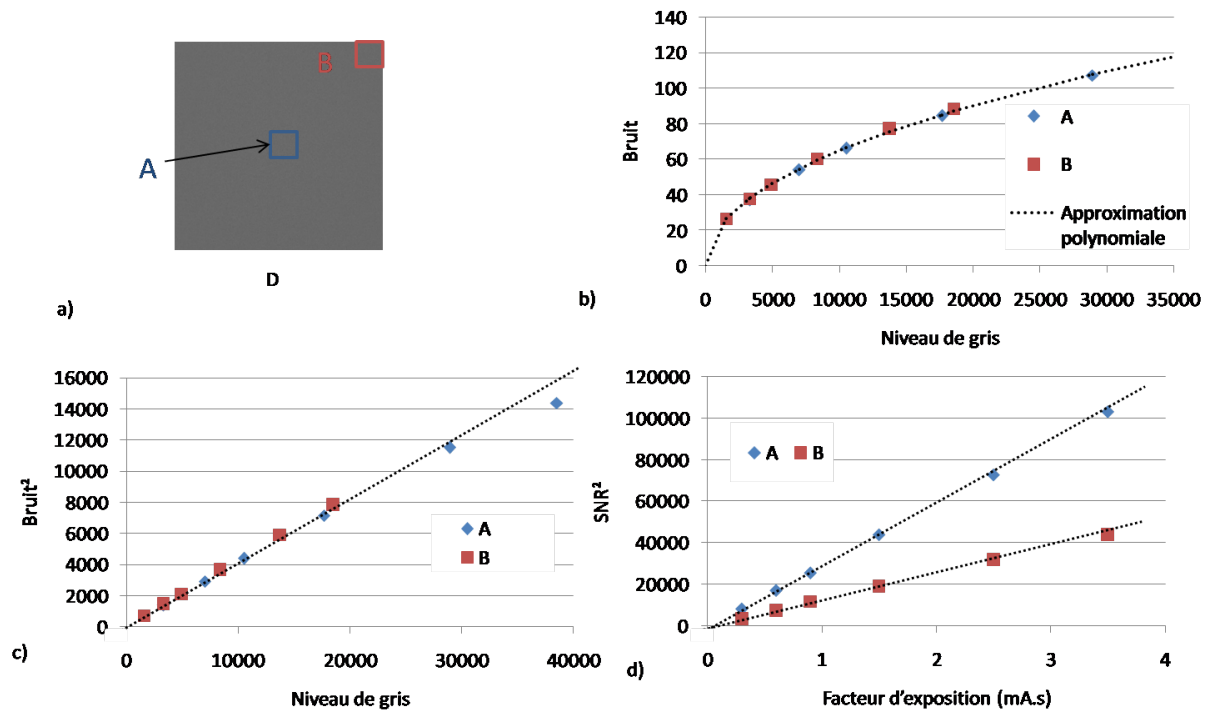 A
B
D
a)
140
120
100
80
60
40
20
0
Bruit
0 5000 10000 15000 20000 25000 30000 35000
Niveau de gris
A
B
Approximation
polynomiale
b)
16000
14000
12000
10000
8000
6000
4000
2000
0
Bruit²
0 10000 20000 30000 40000
Niveau de gris
A
B
c)
120000
100000
80000
60000
40000
20000
0
SNR²
0 1 2 3 4
Facteur d'exposition (mA.s)
A B
d)